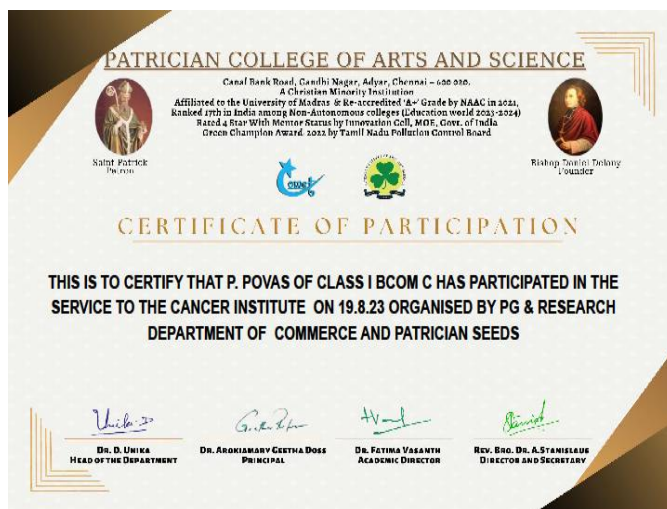 PATRICIAN COLLEGE OF ARTS AND SCIENCE
Canal Bank Road, Gandhi Nagar, Adyar, Chennai – 600 020.
A Christian Minority Institution
Affiliated to the University of Madras & Re-accredited 'A+' Grade by NAAC in 2021,
Ranked 17th in India among Non-Autonomous colleges (Education world 2023-2024)
Rated 4 Star With Mentor Status by Innovation Cell, MOE, Govt. of India
Green Champion Award-2022 by Tamil Nadu Pollution Control Board
Saint Patrick
Patron
Bishop Daniel Delany
Founder
CERTIFICATE OF PARTICIPATION
THIS IS TO CERTIFY THAT P. POVAS OF CLASS I BCOM C HAS PARTICIPATED IN THE
SERVICE TO THE CANCER INSTITUTE ON 19.8.23 ORGANISED BY PG & RESEARCH
DEPARTMENT OF COMMERCE AND PATRICIAN SEEDS
DR. D. UNIKA
HEAD OF THE DEPARTMENT
DR. AROKIAMARY GEETHA DOSS
PRINCIPAL
DR. FATIMA VASANTH
ACADEMIC DIRECTOR
REV. BRO. DR. A.STANISLAUS
DIRECTOR AND SECRETARY